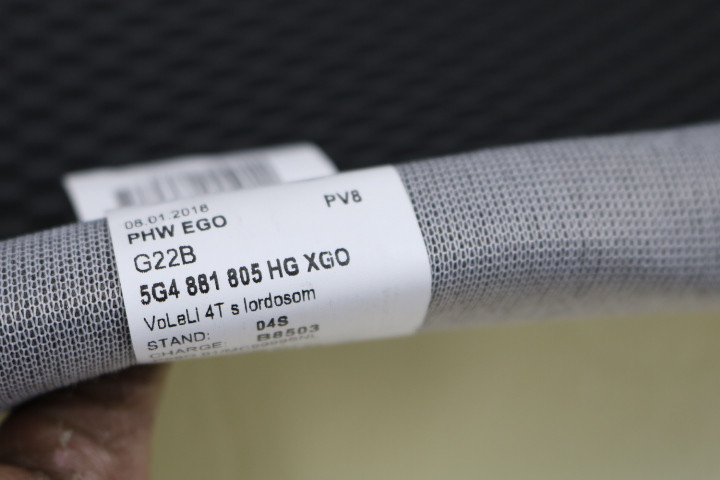 08.01.2018
PV8
PHW EGO
G22B
5G4 881 805 HG XGO
VoLeLI 4T s lordosom
STAND: 04S
CHARGE: B8503